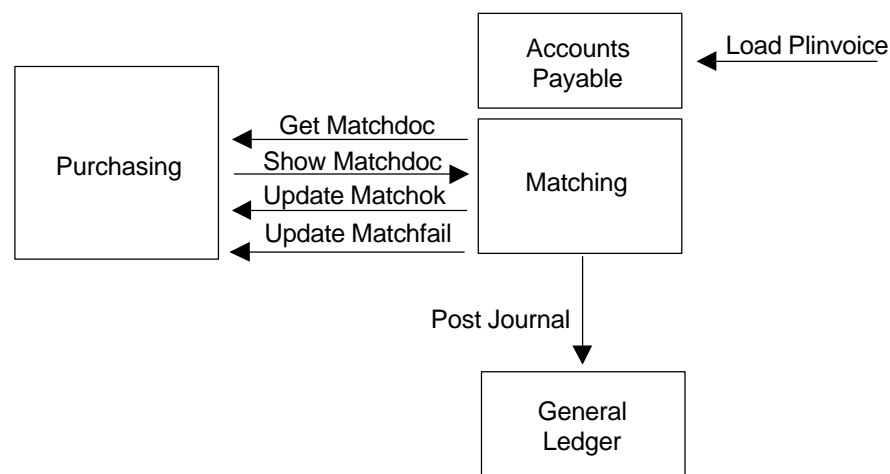 Accounts
Payable
Load Plinvoice
Purchasing
Get Matchdoc
Show Matchdoc
Update Matchok
Update Matchfail
Matching
Post Journal
General
Ledger